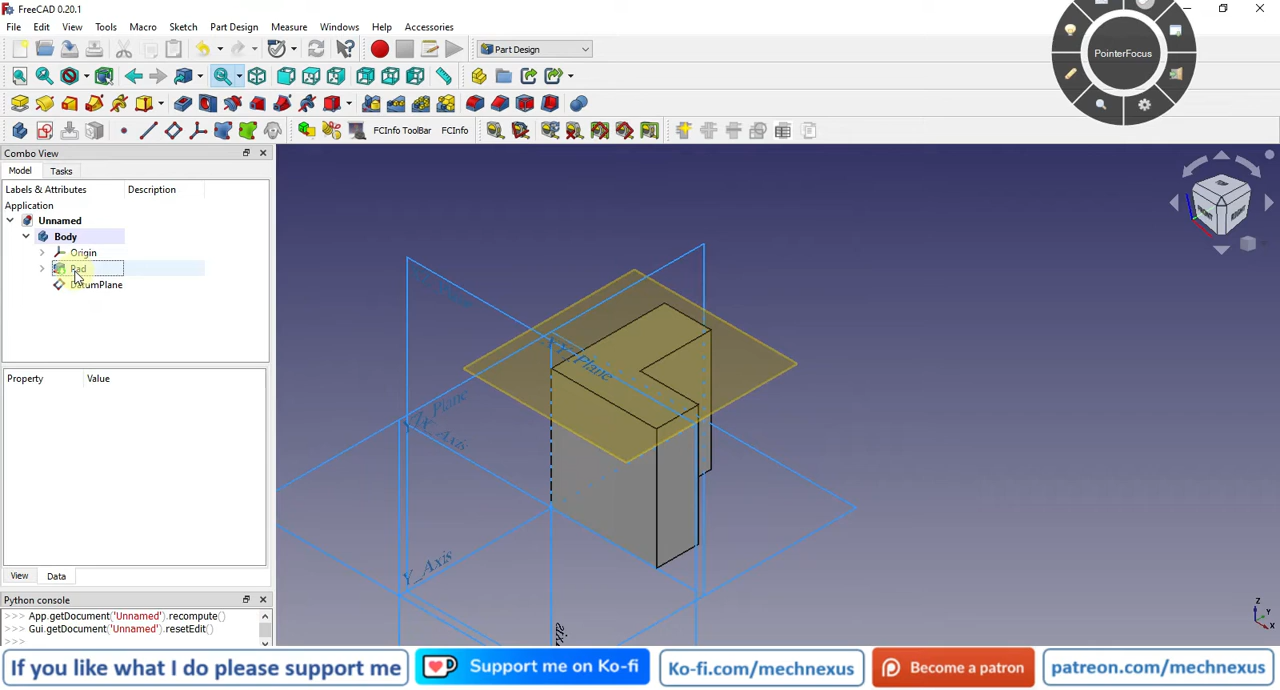 FreeCAD 0.20.1
File Edit View Tools Macro Sketch Part Design Measure Windows Help Accessories
PointerFocus
Part Design
FCInfo ToolBar FCInfo
Combo View
Model Tasks
Labels & Attributes Description
Application
Unnamed
Body
Origin
Pad
DatumPlane
XY_Plane
Y_Axis
Property Value
View Data
FRONT RIGHT
Z
Y
X
Python console
>>> App.getDocument('Unnamed').recompute()
>>> Gui.getDocument('Unnamed').resetEdit()
>>>
If you like what I do please support me
Support me on Ko-fi
Ko-fi.com/mechnexus
Become a patron
patreon.com/mechnexus